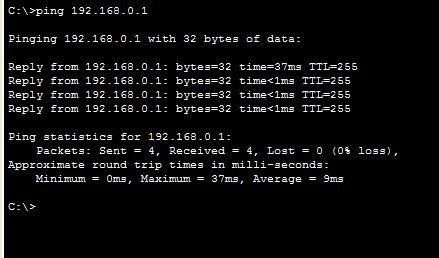 C:\>ping 192.168.0.1
Pinging 192.168.0.1 with 32 bytes of data:
Reply from 192.168.0.1: bytes=32 time=37ms TTL=255
Reply from 192.168.0.1: bytes=32 time<1ms TTL=255
Reply from 192.168.0.1: bytes=32 time<1ms TTL=255
Reply from 192.168.0.1: bytes=32 time<1ms TTL=255
Ping statistics for 192.168.0.1:
    Packets: Sent = 4, Received = 4, Lost = 0 (0% loss),
Approximate round trip times in milli-seconds:
    Minimum = 0ms, Maximum = 37ms, Average = 9ms
C:\>